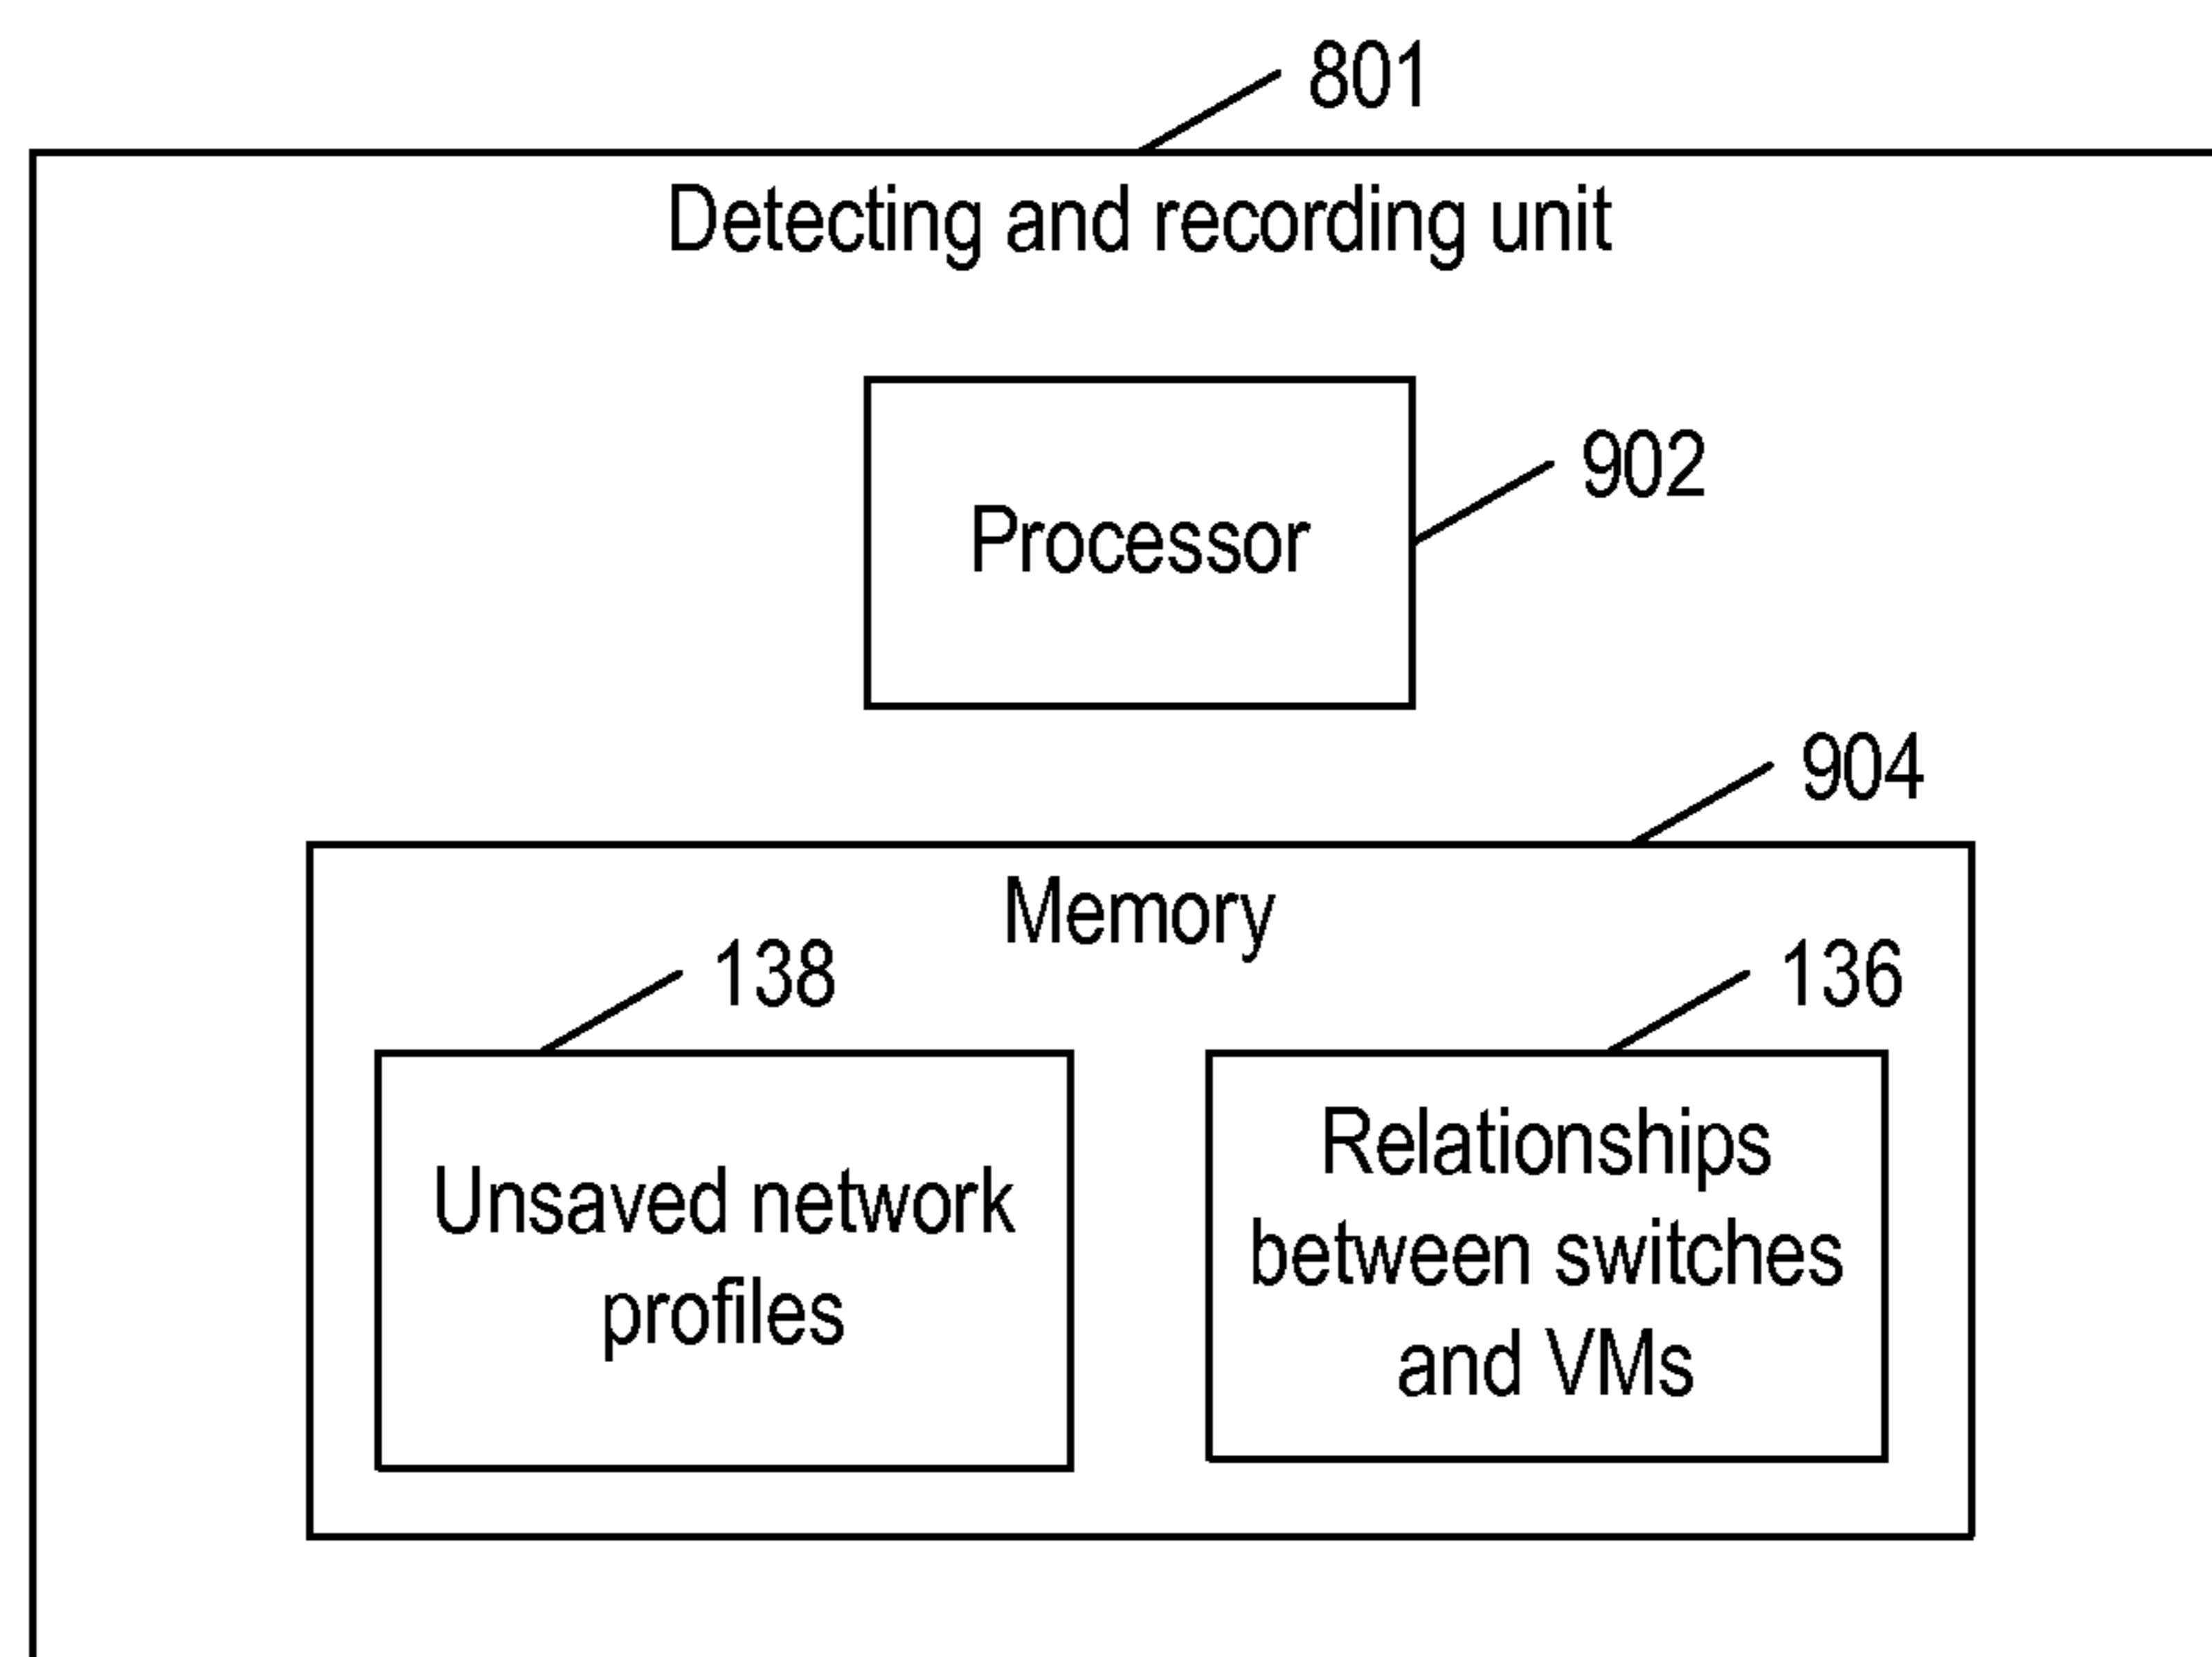 801
Detecting and recording unit
902
Processor
904
Memory
138
136
Unsaved network
profiles
Relationships
between switches
and VMs